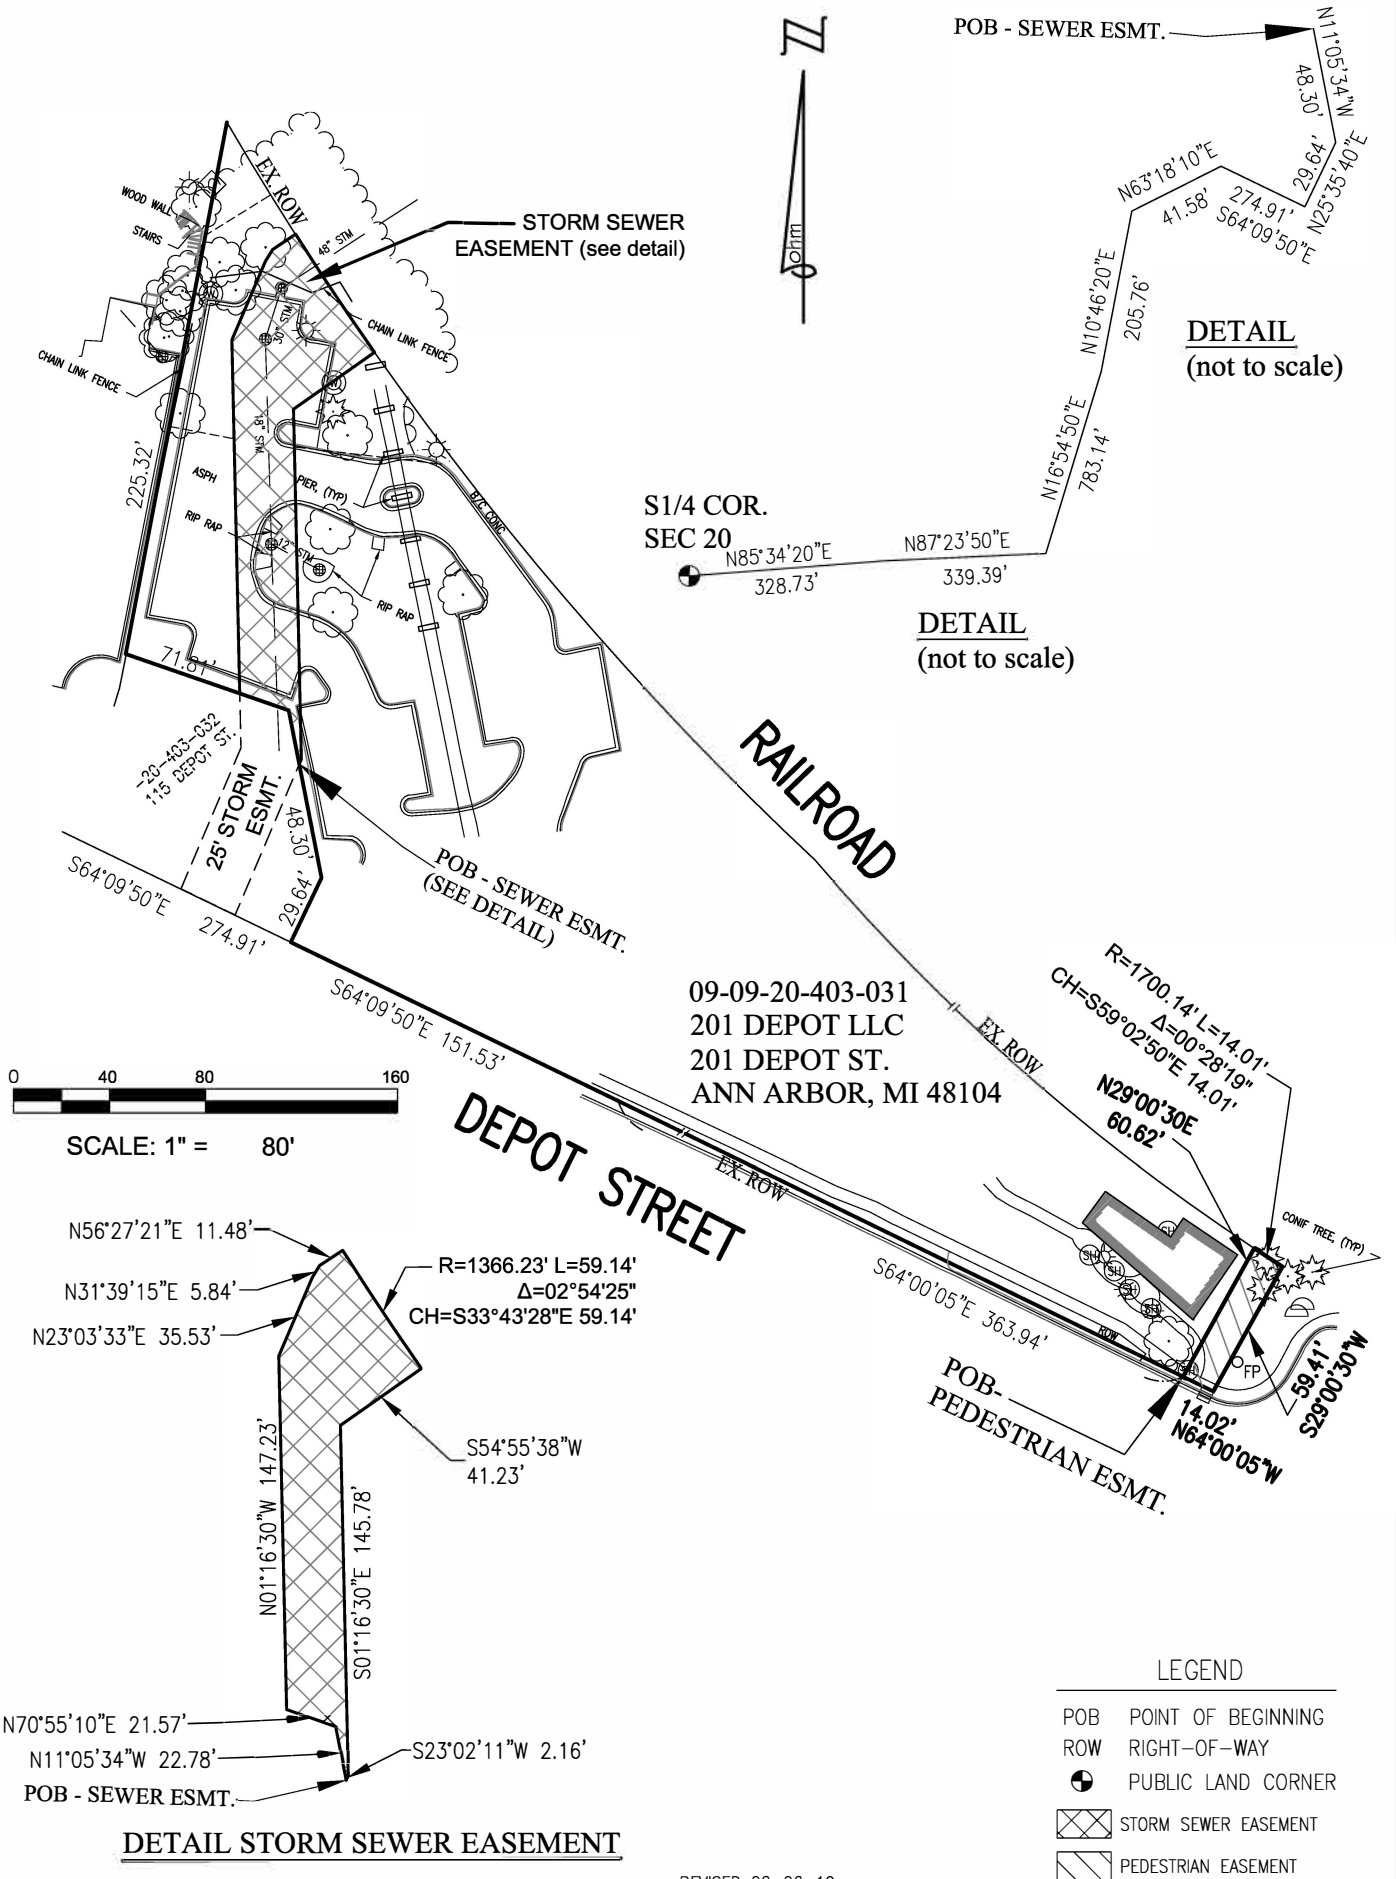 N
ohm
POB - SEWER ESMT.
N11°05'34"W
48.30'
29.64'
N25°35'40"E
N63°18'10"E
41.58'
274.91'
S64°09'50"E
N10°46'20"E
205.76'
DETAIL
(not to scale)
N16°54'50"E
783.14'
S1/4 COR.
SEC 20
N85°34'20"E
328.73'
N87°23'50"E
339.39'
DETAIL
(not to scale)
EX. ROW
WOOD WALL
STAIRS
48" STM
STORM SEWER
EASEMENT (see detail)
30" STM
CHAIN LINK FENCE
CHAIN LINK FENCE
18" STM
225.32'
ASPH
PIER, (TYP)
B/C CONC
RIP RAP
12" STM
RIP RAP
71.81'
-20-403-032
115 DEPOT ST.
25' STORM
ESMT.
48.30'
29.64'
POB - SEWER ESMT.
(SEE DETAIL)
S64°09'50"E
274.91'
RAILROAD
S64°09'50"E 151.53'
09-09-20-403-031
201 DEPOT LLC
201 DEPOT ST.
ANN ARBOR, MI 48104
EX. ROW
R=1700.14' L=14.01'
Δ=00°28'19"
CH=S59°02'50"E 14.01'
N29°00'30E
60.62'
0 40 80 160
SCALE: 1" = 80'
DEPOT STREET
EX. ROW
CONIF TREE, (TYP)
SH
SH
SH
SH
SH
SH
S64°00'05"E 363.94'
ROW
FP
59.41'
S29°00'30"W
14.02'
N64°00'05"W
POB-
PEDESTRIAN ESMT.
N56°27'21"E 11.48'
N31°39'15"E 5.84'
N23°03'33"E 35.53'
R=1366.23' L=59.14'
Δ=02°54'25"
CH=S33°43'28"E 59.14'
S54°55'38"W
41.23'
N01°16'30"W 147.23'
S01°16'30"E 145.78'
N70°55'10"E 21.57'
N11°05'34"W 22.78'
S23°02'11"W 2.16'
POB - SEWER ESMT.
DETAIL STORM SEWER EASEMENT
LEGEND
POB POINT OF BEGINNING
ROW RIGHT-OF-WAY
PUBLIC LAND CORNER
STORM SEWER EASEMENT
PEDESTRIAN EASEMENT